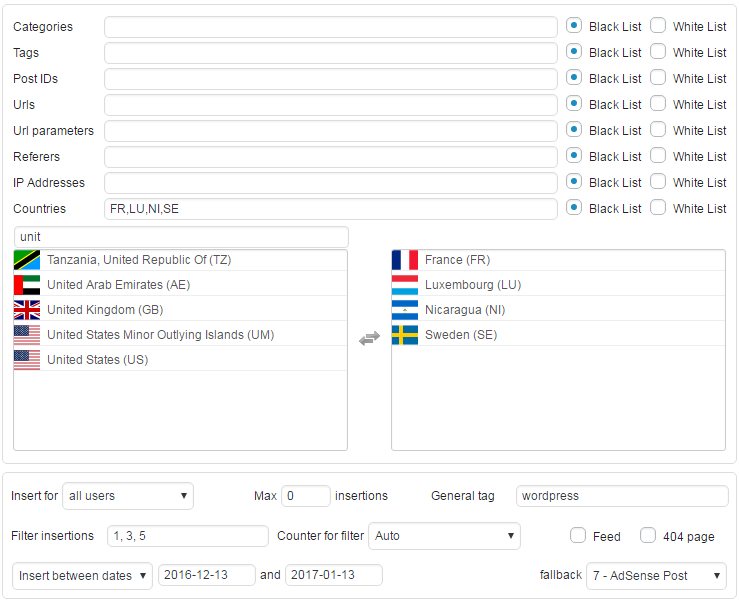 Categories Black List White List
Tags Black List White List
Post IDs Black List White List
Urls Black List White List
Url parameters Black List White List
Referers Black List White List
IP Addresses Black List White List
Countries FR,LU,NI,SE Black List White List
unit
Tanzania, United Republic Of (TZ) France (FR)
United Arab Emirates (AE) Luxembourg (LU)
United Kingdom (GB) Nicaragua (NI)
United States Minor Outlying Islands (UM) Sweden (SE)
United States (US)
Insert for all users Max 0 insertions General tag wordpress
Filter insertions 1, 3, 5 Counter for filter Auto Feed 404 page
Insert between dates 2016-12-13 and 2017-01-13 fallback 7 - AdSense Post